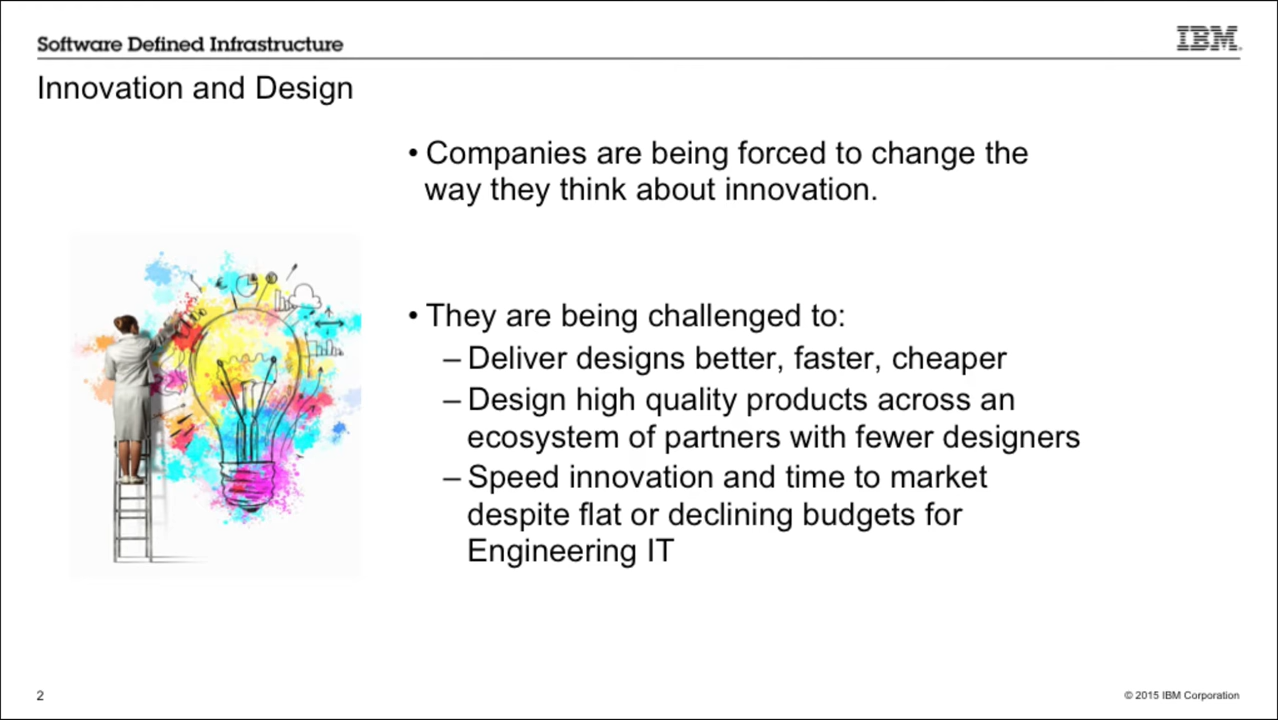 Software Defined Infrastructure
IBM
Innovation and Design
• Companies are being forced to change the
way they think about innovation.
• They are being challenged to:
– Deliver designs better, faster, cheaper
– Design high quality products across an
ecosystem of partners with fewer designers
– Speed innovation and time to market
despite flat or declining budgets for
Engineering IT
2
© 2015 IBM Corporation